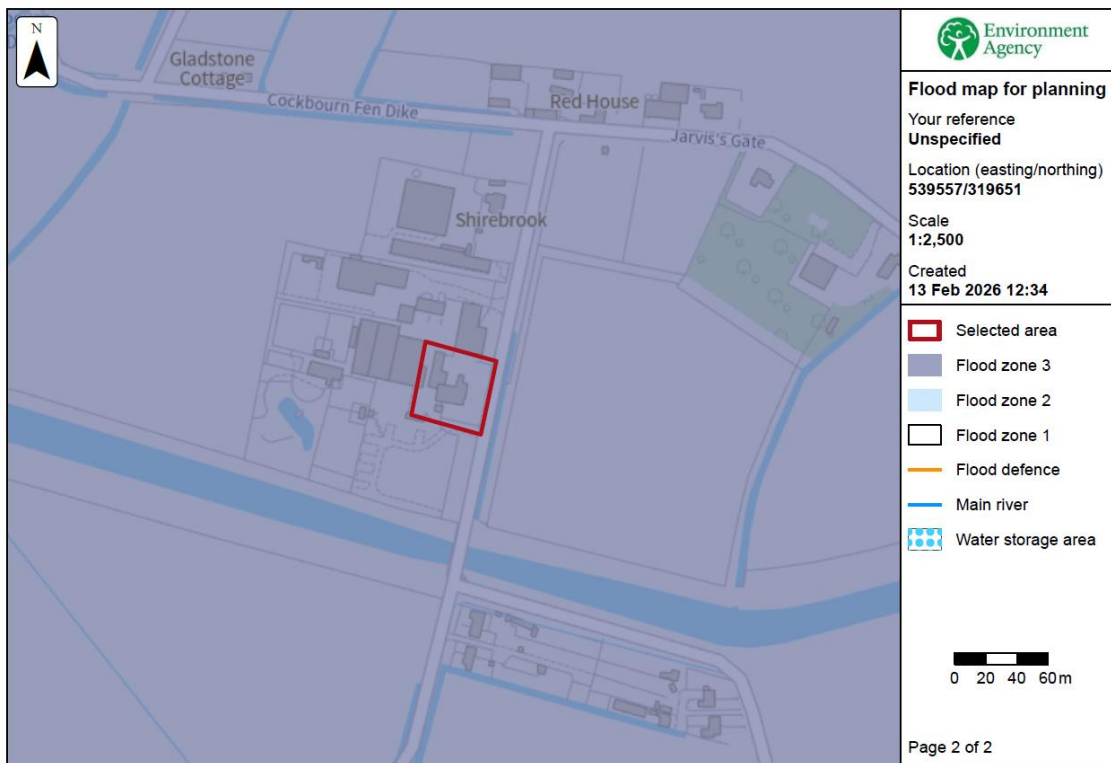 N
Gladstone
Cottage
Cockbourn Fen Dike
Red House
Jarvis's Gate
Shirebrook
Environment
Agency
Flood map for planning
Your reference
Unspecified
Location (easting/northing)
539557/319651
Scale
1:2,500
Created
13 Feb 2026 12:34
Selected area
Flood zone 3
Flood zone 2
Flood zone 1
Flood defence
Main river
Water storage area
0 20 40 60m
Page 2 of 2